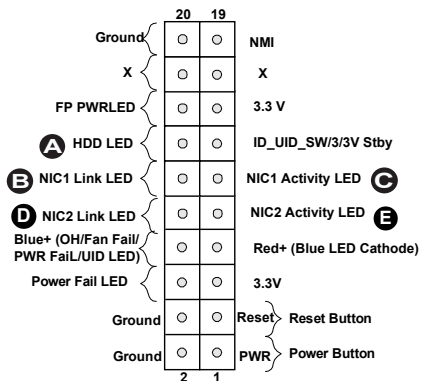 20 19
Ground NMI
X X
FP PWRLED 3.3 V
A HDD LED ID_UID_SW/3/3V Stby
B NIC1 Link LED NIC1 Activity LED C
D NIC2 Link LED NIC2 Activity LED E
Blue+ (OH/Fan Fail/
PWR FaiL/UID LED) Red+ (Blue LED Cathode)
Power Fail LED 3.3V
Ground Reset Reset Button
Ground PWR Power Button
2 1